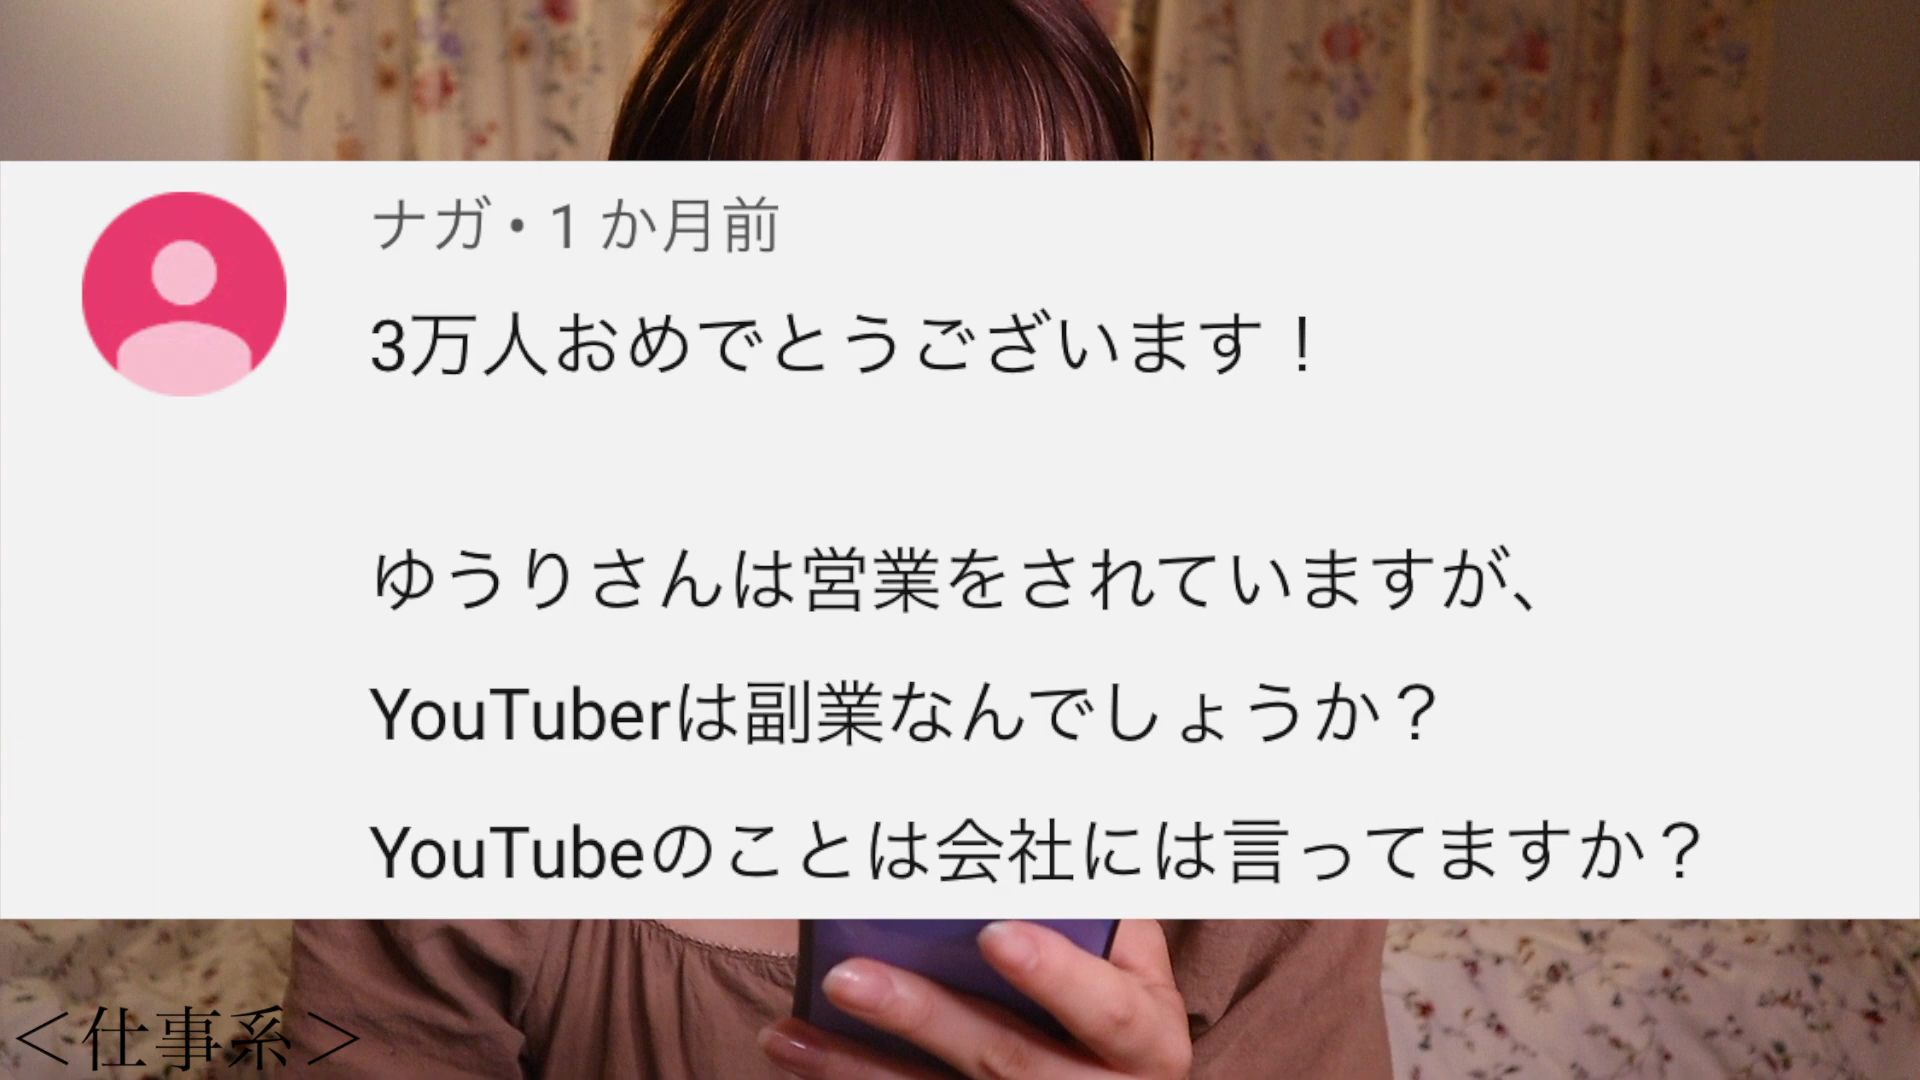 ナガ • 1 か月前
3万人おめでとうございます！
ゆうりさんは営業をされていますが、
YouTuberは副業なんでしょうか？
YouTubeのことは会社には言ってますか？
＜仕事系＞